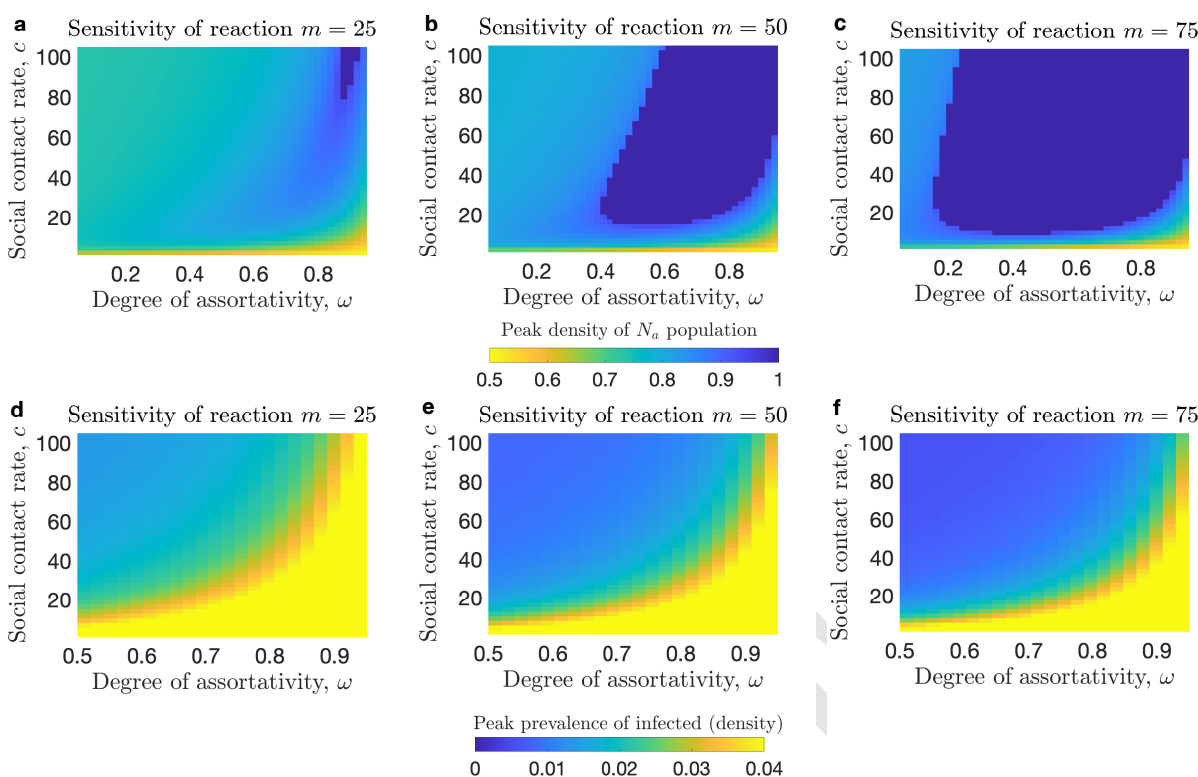 a
Sensitivity of reaction m = 25
Social contact rate, c
100
80
60
40
20
0.2 0.4 0.6 0.8
Degree of assortativity, ω
b
Sensitivity of reaction m = 50
Social contact rate, c
100
80
60
40
20
0.2 0.4 0.6 0.8
Degree of assortativity, ω
c
Sensitivity of reaction m = 75
Social contact rate, c
100
80
60
40
20
0.2 0.4 0.6 0.8
Degree of assortativity, ω
Peak density of Nₐ population
0.5 0.6 0.7 0.8 0.9 1
d
Sensitivity of reaction m = 25
Social contact rate, c
100
80
60
40
20
0.5 0.6 0.7 0.8 0.9
Degree of assortativity, ω
e
Sensitivity of reaction m = 50
Social contact rate, c
100
80
60
40
20
0.5 0.6 0.7 0.8 0.9
Degree of assortativity, ω
f
Sensitivity of reaction m = 75
Social contact rate, c
100
80
60
40
20
0.5 0.6 0.7 0.8 0.9
Degree of assortativity, ω
Peak prevalence of infected (density)
0 0.01 0.02 0.03 0.04